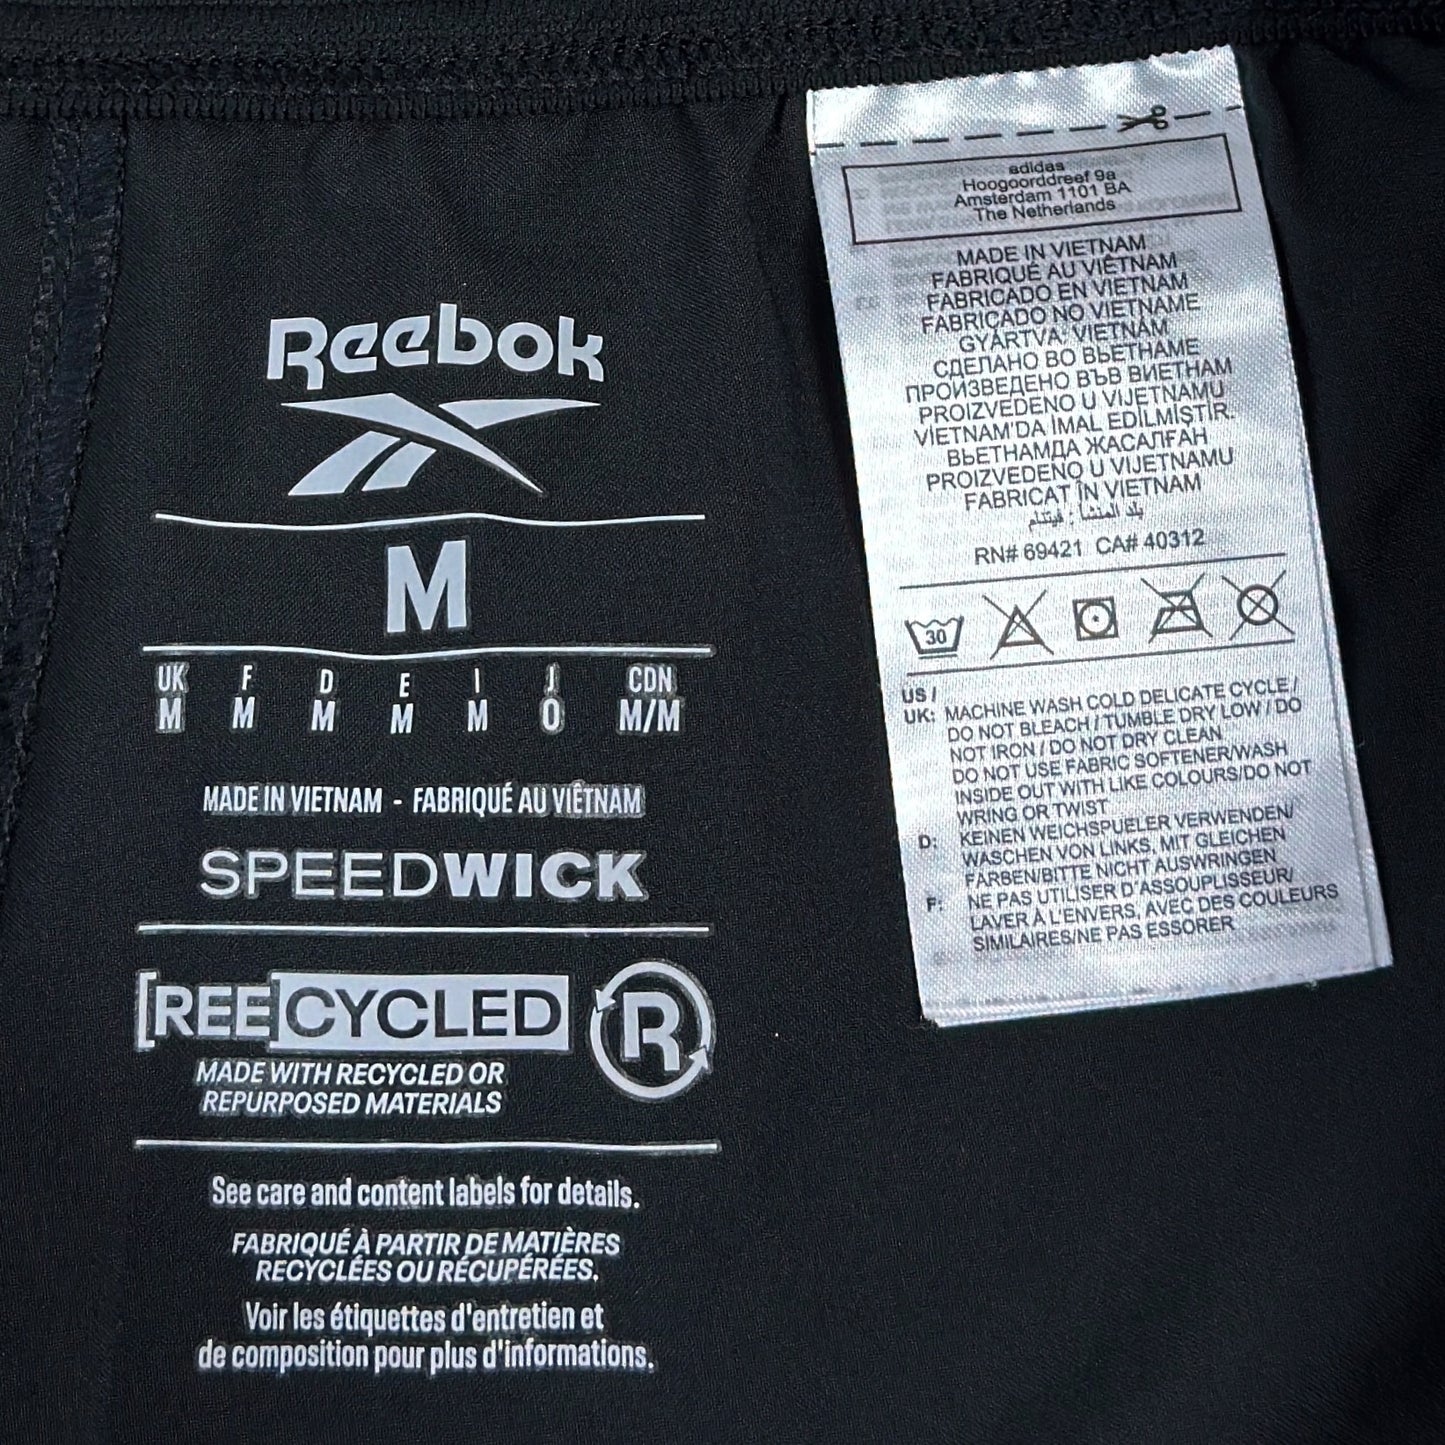 Reebok
M
UK F D E I J CDN
M M M M M O M/M
MADE IN VIETNAM - FABRIQUÉ AU VIÊTNAM
SPEEDWICK
[REE]CYCLED R
MADE WITH RECYCLED OR
REPURPOSED MATERIALS
See care and content labels for details.
FABRIQUÉ À PARTIR DE MATIÈRES
RECYCLÉES OU RÉCUPÉRÉES.
Voir les étiquettes d'entretien et
de composition pour plus d'informations.
adidas
Hoogoorddreef 9a
Amsterdam 1101 BA
The Netherlands
MADE IN VIETNAM
FABRIQUÉ AU VIÊTNAM
FABRICADO EN VIETNAM
FABRICADO NO VIETNAME
GYÁRTVA: VIETNÁM
СДЕЛАНО ВО ВЬЕТНАМЕ
ПРОИЗВЕДЕНО ВЪВ ВИЕТНАМ
PROIZVEDENO U VIJETNAMU
VİETNAM'DA İMAL EDİLMİŞTİR.
ВЬЕТНАМДА ЖАСАЛҒАН
PROIZVEDENO U VIJETNAMU
FABRICAT ÎN VIETNAM
بلد المنشأ : فيتنام
RN# 69421 CA# 40312
30
US /
UK: MACHINE WASH COLD DELICATE CYCLE /
DO NOT BLEACH / TUMBLE DRY LOW / DO
NOT IRON / DO NOT DRY CLEAN
DO NOT USE FABRIC SOFTENER/WASH
INSIDE OUT WITH LIKE COLOURS/DO NOT
WRING OR TWIST
D: KEINEN WEICHSPUELER VERWENDEN/
WASCHEN VON LINKS, MIT GLEICHEN
FARBEN/BITTE NICHT AUSWRINGEN
F: NE PAS UTILISER D'ASSOUPLISSEUR/
LAVER À L'ENVERS, AVEC DES COULEURS
SIMILAIRES/NE PAS ESSORER